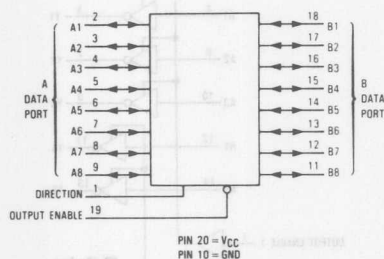 A1 2 18 B1
A2 3 17 B2
A3 4 16 B3
A4 5 15 B4
A5 6 14 B5
A6 7 13 B6
A7 8 12 B7
A8 9 11 B8
A
DATA
PORT
B
DATA
PORT
DIRECTION 1
OUTPUT ENABLE 19
PIN 20 = VCC
PIN 10 = GND